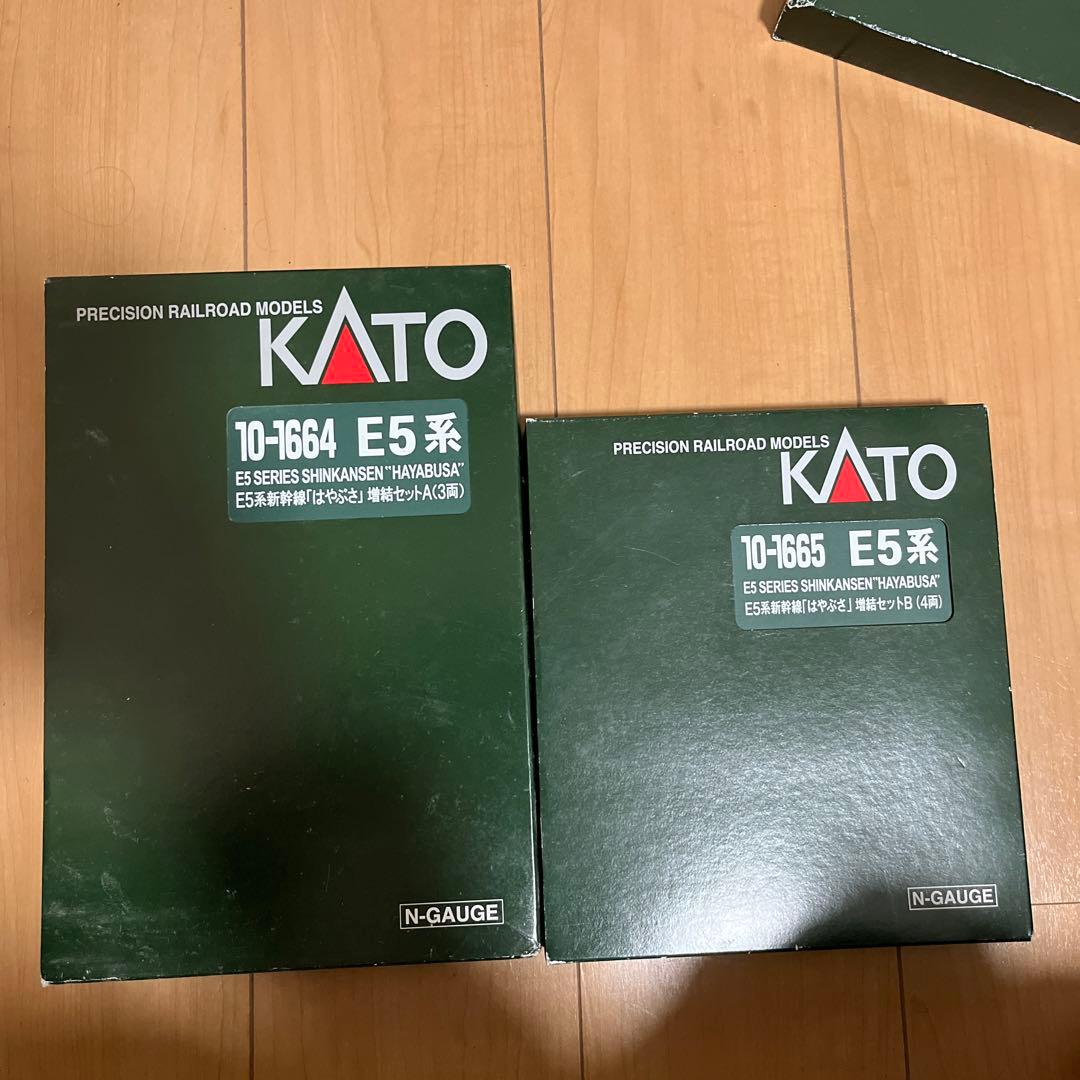 PRECISION RAILROAD MODELS
KATO
10-1664 E5系
E5 SERIES SHINKANSEN "HAYABUSA"
E5系新幹線「はやぶさ」増結セットA(3両)
N-GAUGE
PRECISION RAILROAD MODELS
KATO
10-1665 E5系
E5 SERIES SHINKANSEN"HAYABUSA"
E5系新幹線「はやぶさ」増結セットB(4両)
N-GAUGE